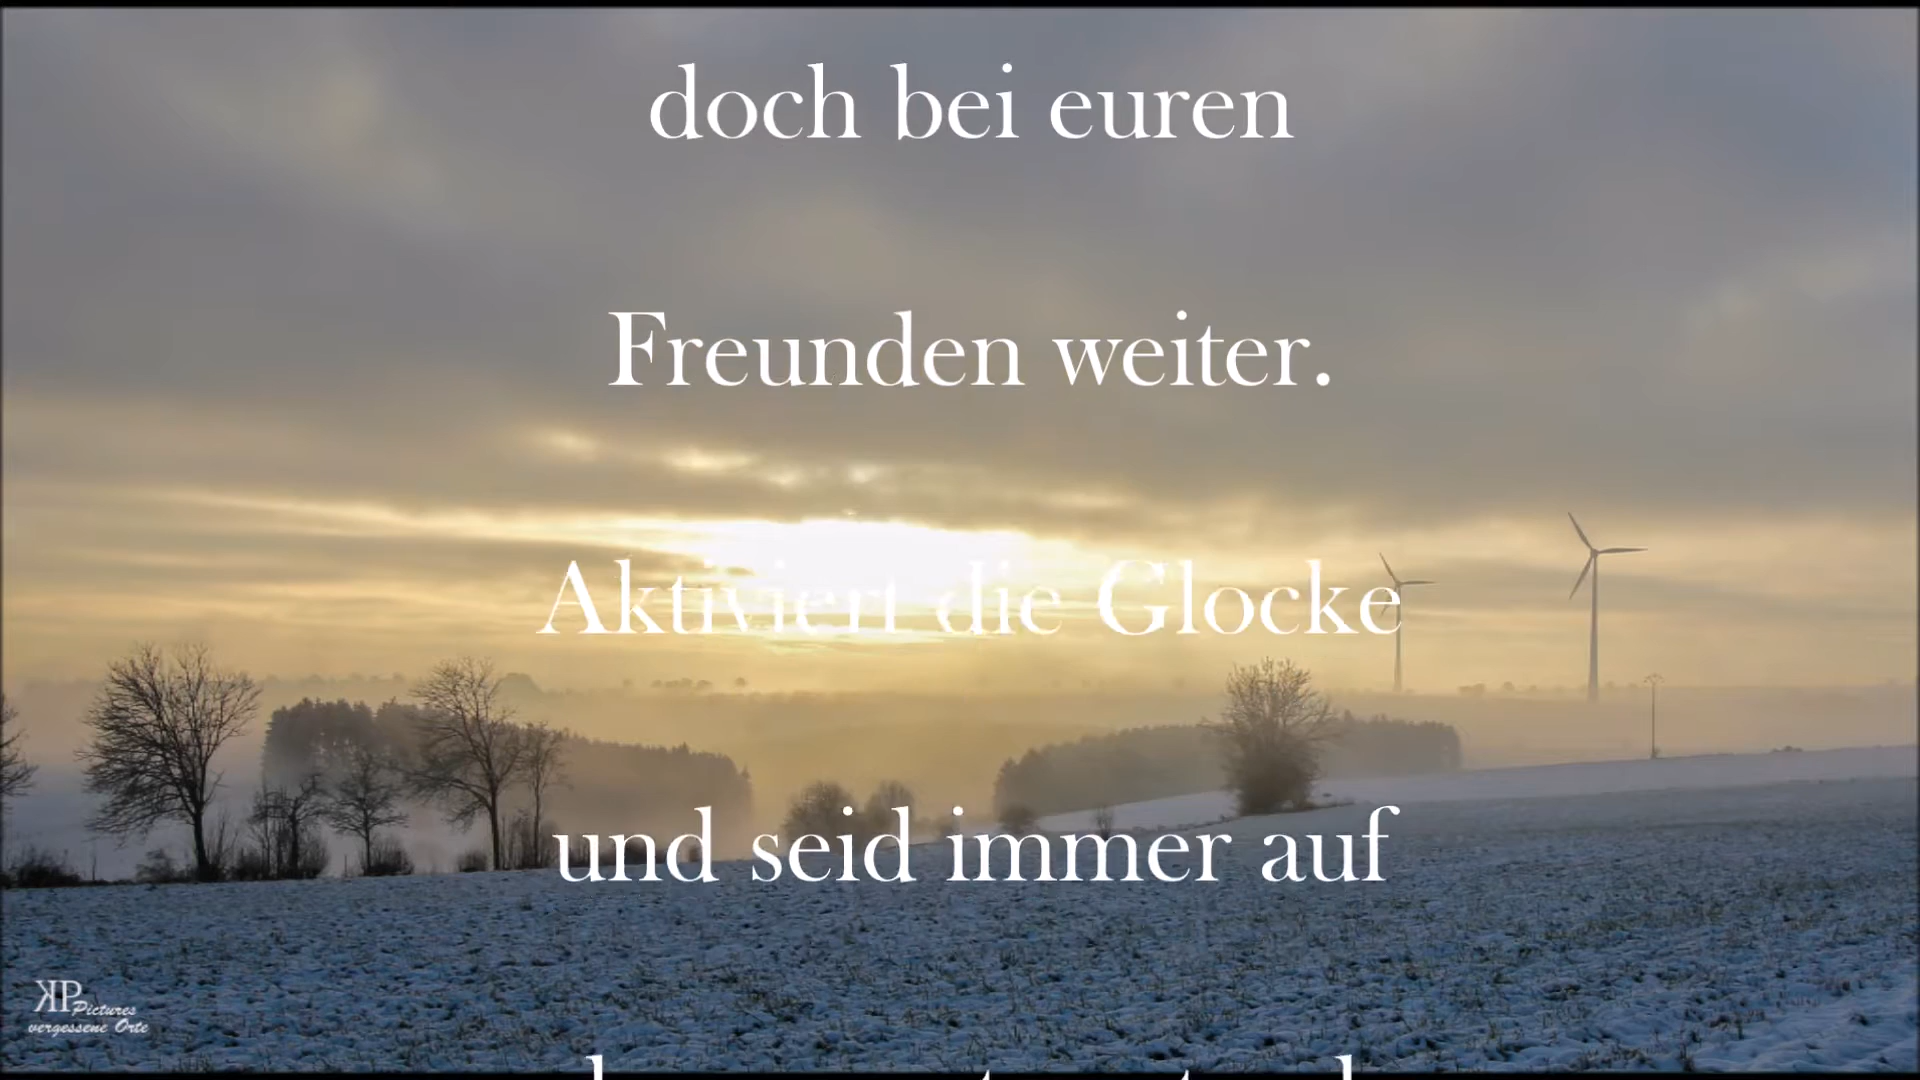 doch bei euren
Freunden weiter.
Aktiviert die Glocke
und seid immer auf
KP Pictures
vergessene Orte